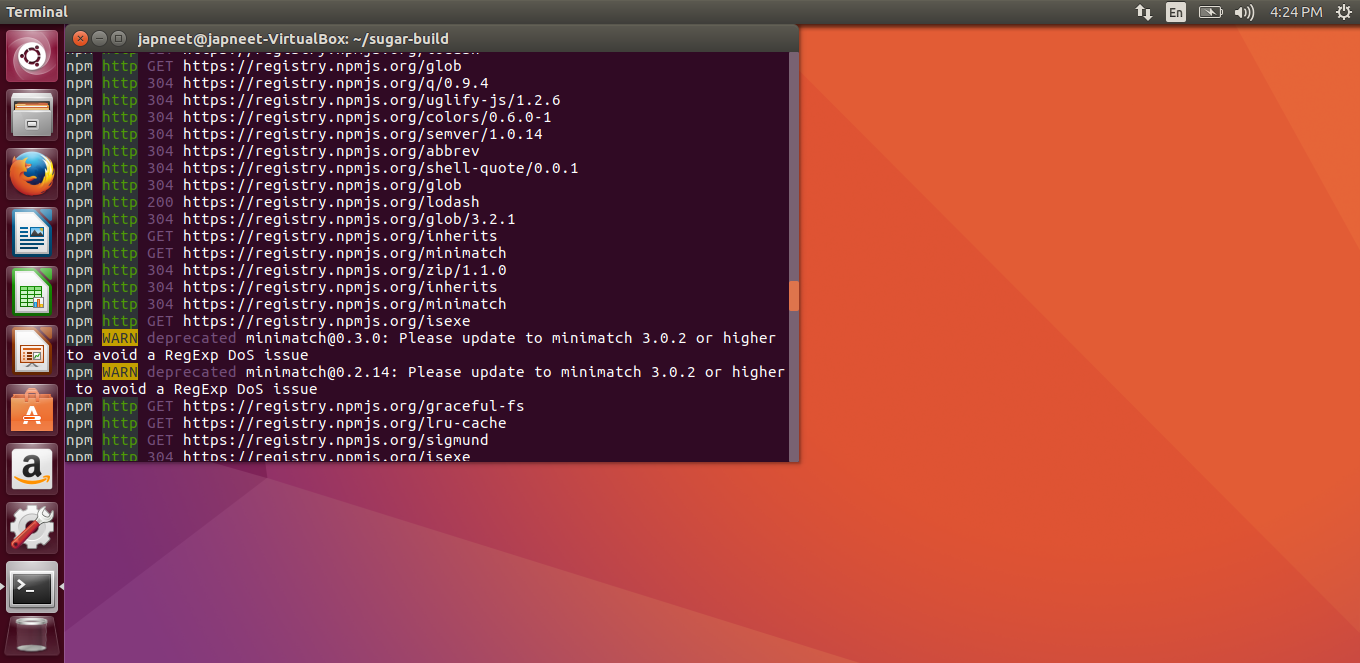 Terminal
En
4:24 PM
japneet@japneet-VirtualBox: ~/sugar-build
npm http GET https://registry.npmjs.org/lodash
npm http GET https://registry.npmjs.org/glob
npm http 304 https://registry.npmjs.org/q/0.9.4
npm http 304 https://registry.npmjs.org/uglify-js/1.2.6
npm http 304 https://registry.npmjs.org/colors/0.6.0-1
npm http 304 https://registry.npmjs.org/semver/1.0.14
npm http 304 https://registry.npmjs.org/abbrev
npm http 304 https://registry.npmjs.org/shell-quote/0.0.1
npm http 304 https://registry.npmjs.org/glob
npm http 200 https://registry.npmjs.org/lodash
npm http 304 https://registry.npmjs.org/glob/3.2.1
npm http GET https://registry.npmjs.org/inherits
npm http GET https://registry.npmjs.org/minimatch
npm http 304 https://registry.npmjs.org/zip/1.1.0
npm http 304 https://registry.npmjs.org/inherits
npm http 304 https://registry.npmjs.org/minimatch
npm http GET https://registry.npmjs.org/isexe
npm WARN deprecated minimatch@0.3.0: Please update to minimatch 3.0.2 or higher
to avoid a RegExp DoS issue
npm WARN deprecated minimatch@0.2.14: Please update to minimatch 3.0.2 or higher
to avoid a RegExp DoS issue
npm http GET https://registry.npmjs.org/graceful-fs
npm http GET https://registry.npmjs.org/lru-cache
npm http GET https://registry.npmjs.org/sigmund
npm http 304 https://registry.npmjs.org/isexe
a